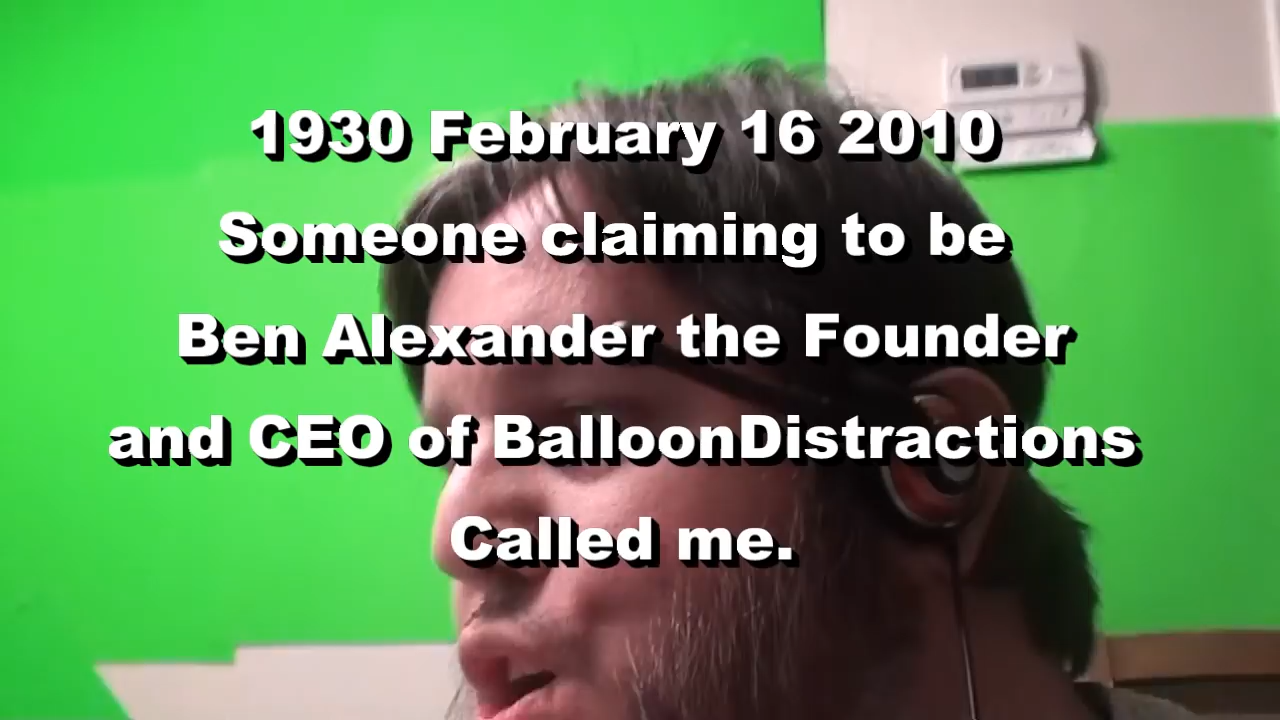 1930 February 16 2010
Someone claiming to be
Ben Alexander the Founder
and CEO of BalloonDistractions
Called me.